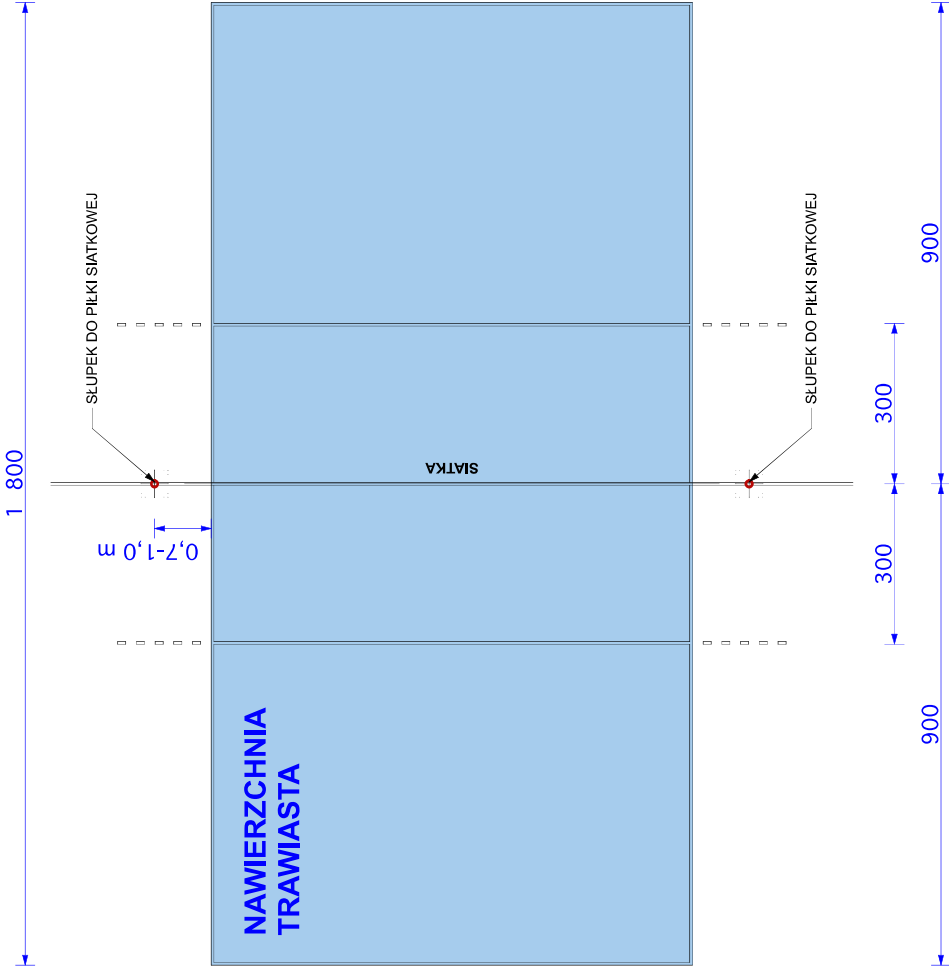 1 800
SŁUPEK DO PIŁKI SIATKOWEJ
0,7-1,0 m
NAWIERZCHNIA
TRAWIASTA
SIATKA
SŁUPEK DO PIŁKI SIATKOWEJ
300
300
900
900